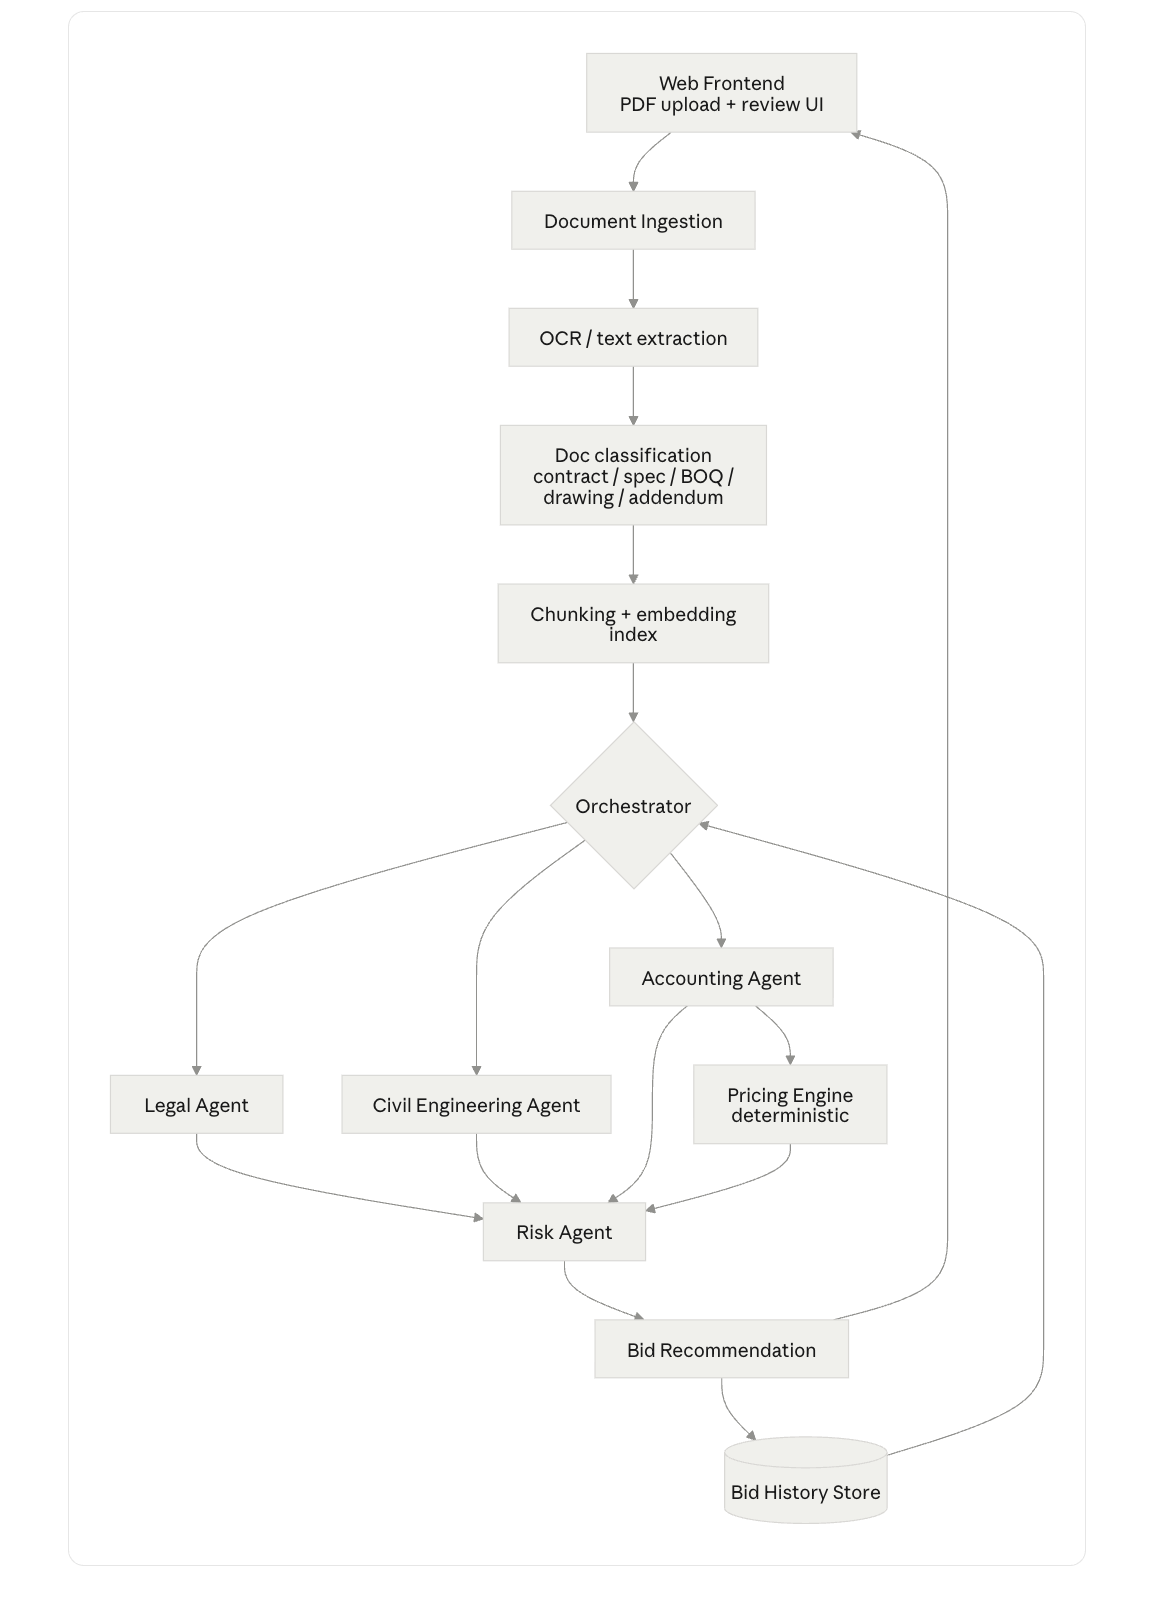 Web Frontend
PDF upload + review UI
Document Ingestion
OCR / text extraction
Doc classification
contract / spec / BOQ /
drawing / addendum
Chunking + embedding
index
Orchestrator
Accounting Agent
Legal Agent
Civil Engineering Agent
Pricing Engine
deterministic
Risk Agent
Bid Recommendation
Bid History Store